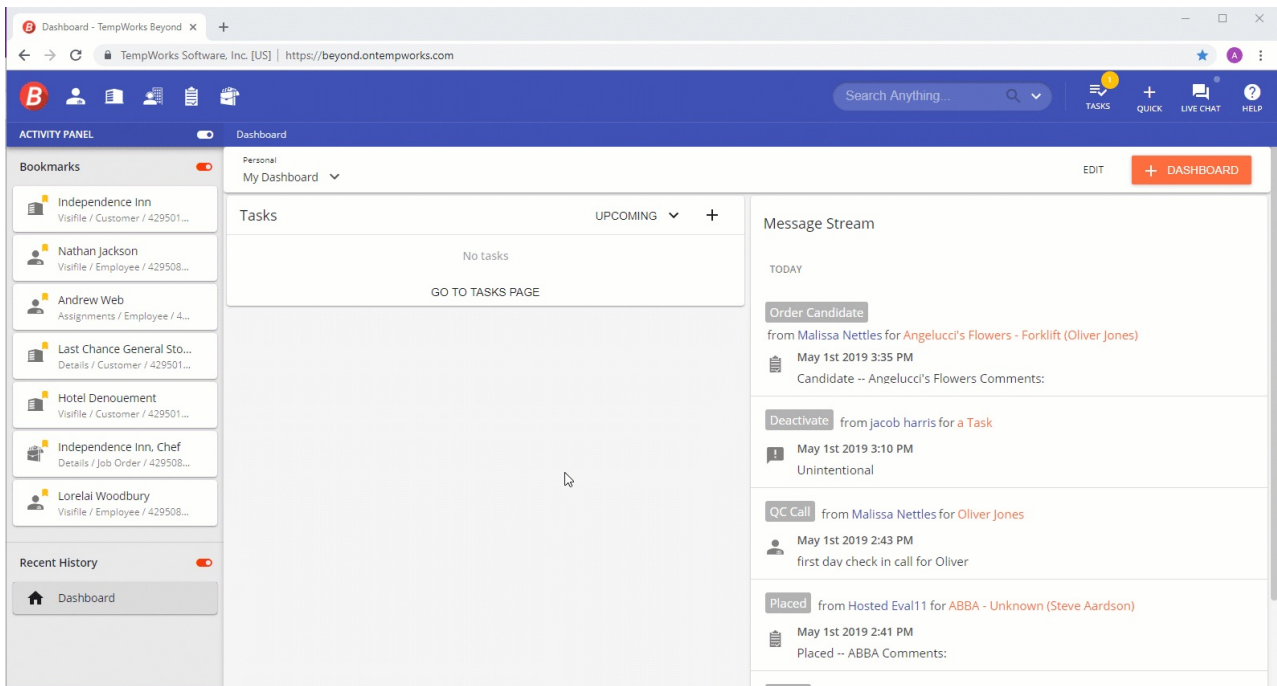 Dashboard - TempWorks Beyond
TempWorks Software, Inc. [US] | https://beyond.ontempworks.com
A
B
Search Anything...
1
TASKS
QUICK
LIVE CHAT
HELP
ACTIVITY PANEL
Dashboard
Bookmarks
Personal
My Dashboard
EDIT
+ DASHBOARD
Independence Inn
Visifile / Customer / 429501...
Nathan Jackson
Visifile / Employee / 429508...
Andrew Web
Assignments / Employee / 4...
Last Chance General Sto...
Details / Customer / 429501...
Hotel Denouement
Visifile / Customer / 429501...
Independence Inn, Chef
Details / Job Order / 429508...
Lorelai Woodbury
Visifile / Employee / 429508...
Recent History
Dashboard
Tasks
UPCOMING
No tasks
GO TO TASKS PAGE
Message Stream
TODAY
Order Candidate
from Malissa Nettles for Angelucci's Flowers - Forklift (Oliver Jones)
May 1st 2019 3:35 PM
Candidate -- Angelucci's Flowers Comments:
Deactivate from jacob harris for a Task
May 1st 2019 3:10 PM
Unintentional
QC Call from Malissa Nettles for Oliver Jones
May 1st 2019 2:43 PM
first day check in call for Oliver
Placed from Hosted Eval11 for ABBA - Unknown (Steve Aardson)
May 1st 2019 2:41 PM
Placed -- ABBA Comments: